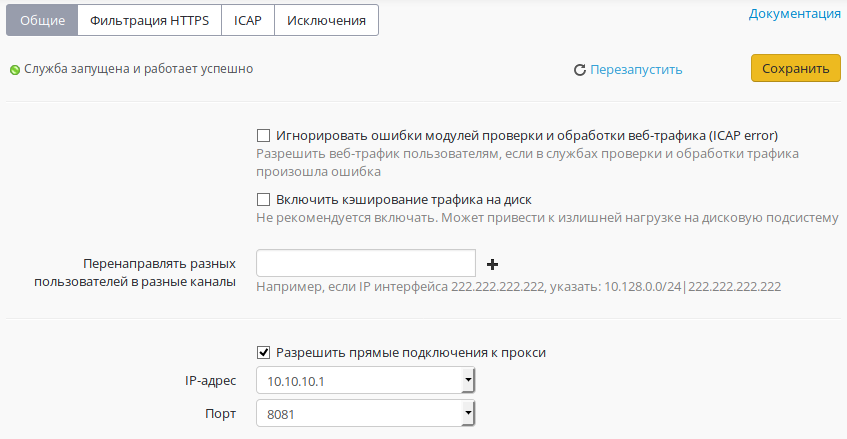 Общие
Фильтрация HTTPS
ICAP
Исключения
Документация
Служба запущена и работает успешно
Перезапустить
Сохранить
Игнорировать ошибки модулей проверки и обработки веб-трафика (ICAP error)
Разрешить веб-трафик пользователям, если в службах проверки и обработки трафика
произошла ошибка
Включить кэширование трафика на диск
Не рекомендуется включать. Может привести к излишней нагрузке на дисковую подсистему
Перенаправлять разных
пользователей в разные каналы
Например, если IP интерфейса 222.222.222.222, указать: 10.128.0.0/24|222.222.222.222
Разрешить прямые подключения к прокси
IP-адрес
10.10.10.1
Порт
8081